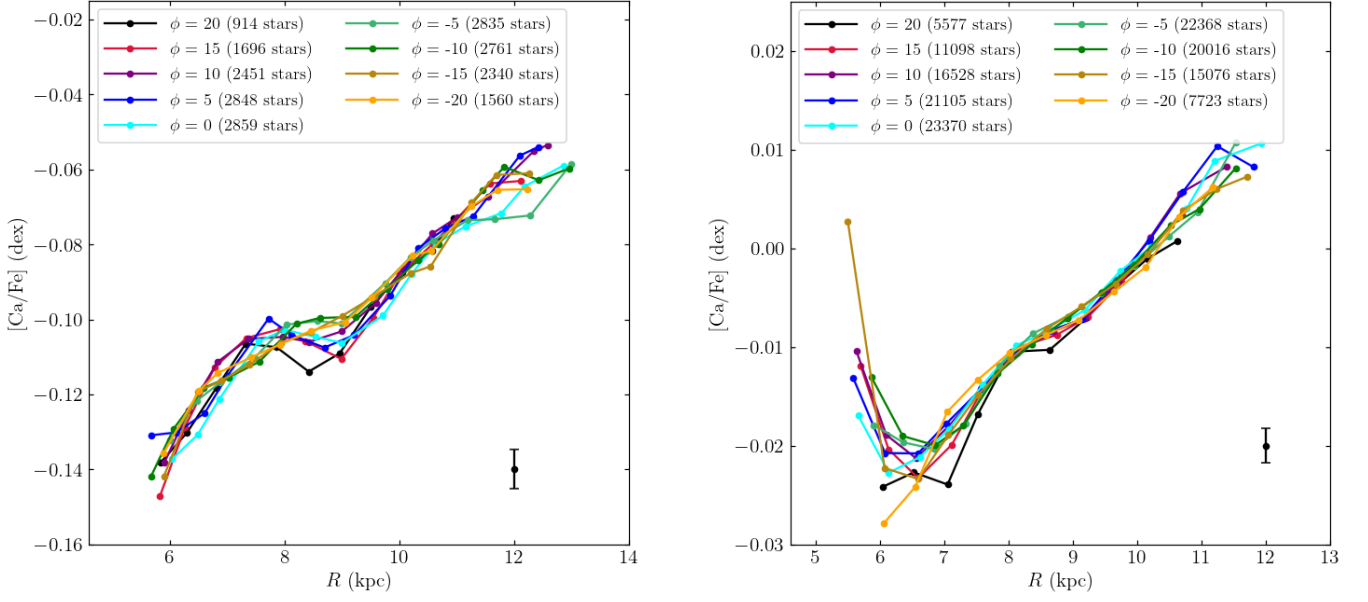 −0.02
−0.04
−0.06
−0.08
−0.10
−0.12
−0.14
−0.16
[Ca/Fe] (dex)
ϕ = 20 (914 stars)
ϕ = 15 (1696 stars)
ϕ = 10 (2451 stars)
ϕ = 5 (2848 stars)
ϕ = 0 (2859 stars)
ϕ = -5 (2835 stars)
ϕ = -10 (2761 stars)
ϕ = -15 (2340 stars)
ϕ = -20 (1560 stars)
6 8 10 12 14
R (kpc)
0.02
0.01
0.00
−0.01
−0.02
−0.03
[Ca/Fe] (dex)
ϕ = 20 (5577 stars)
ϕ = 15 (11098 stars)
ϕ = 10 (16528 stars)
ϕ = 5 (21105 stars)
ϕ = 0 (23370 stars)
ϕ = -5 (22368 stars)
ϕ = -10 (20016 stars)
ϕ = -15 (15076 stars)
ϕ = -20 (7723 stars)
5 6 7 8 9 10 11 12 13
R (kpc)